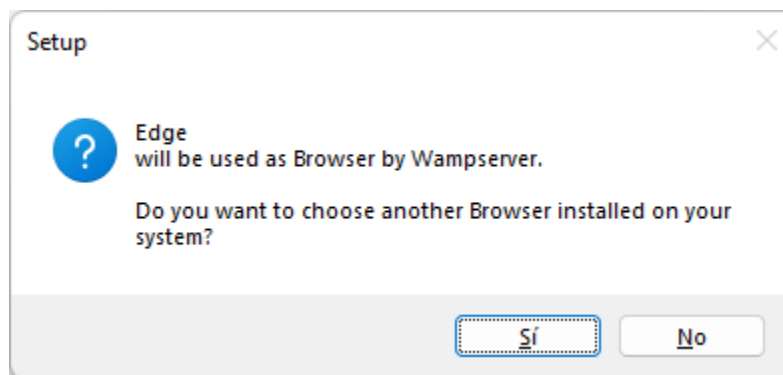 Setup
Edge
will be used as Browser by Wampserver.
Do you want to choose another Browser installed on your
system?
Sí
No